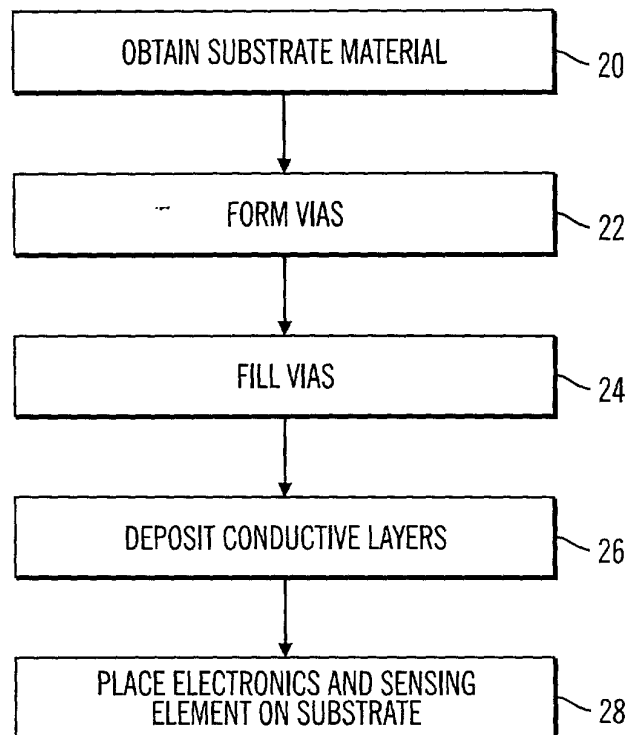 OBTAIN SUBSTRATE MATERIAL
20
FORM VIAS
22
FILL VIAS
24
DEPOSIT CONDUCTIVE LAYERS
26
PLACE ELECTRONICS AND SENSING
ELEMENT ON SUBSTRATE
28